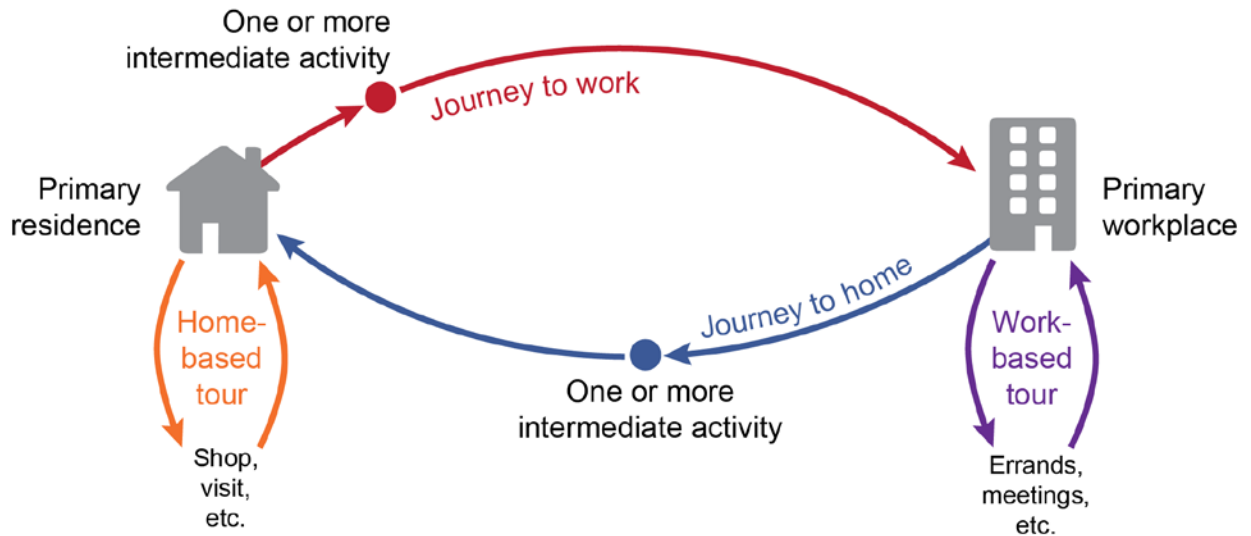 One or more
intermediate activity
Journey to work
Primary
residence
Primary
workplace
Journey to home
Home-
based
tour
Work-
based
tour
One or more
intermediate activity
Shop,
visit,
etc.
Errands,
meetings,
etc.